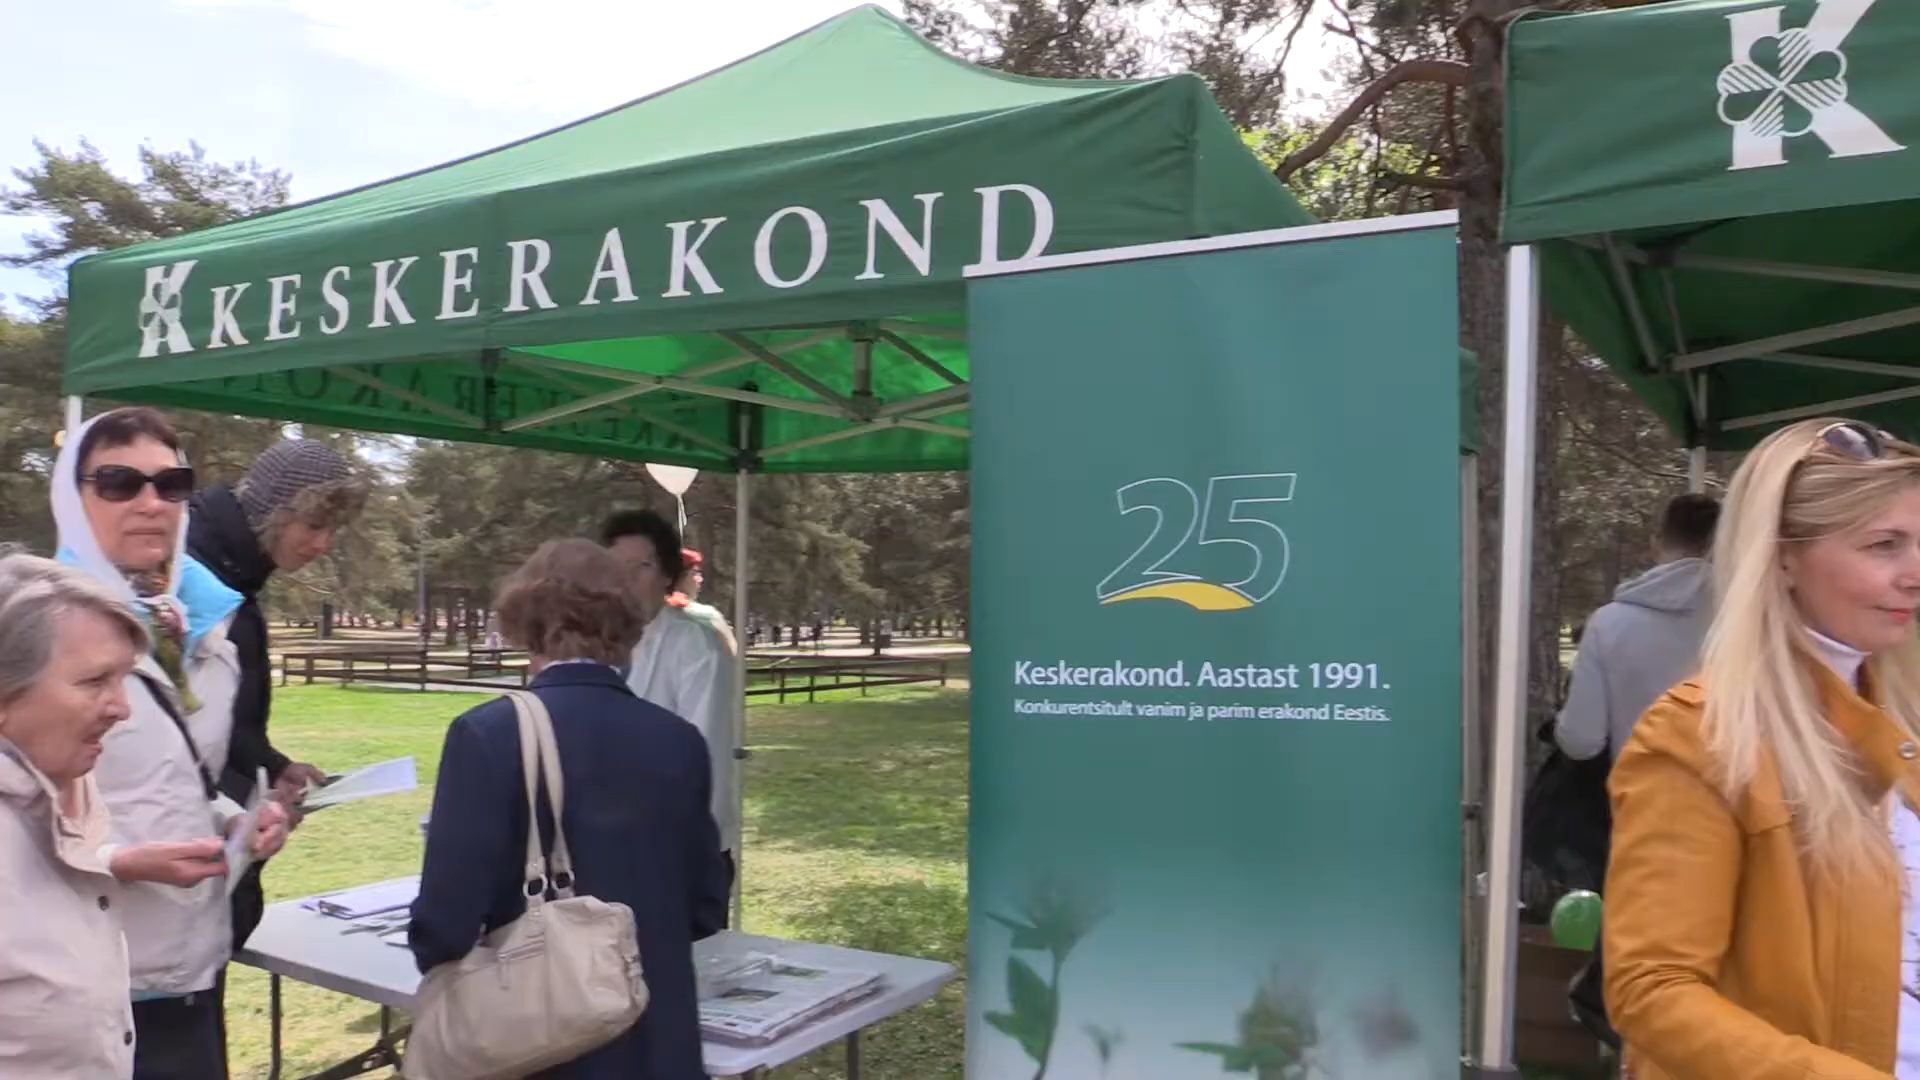 K KESKERAKOND
K
25
Keskerakond. Aastast 1991.
Konkurentsitult vanim ja parim erakond Eestis.